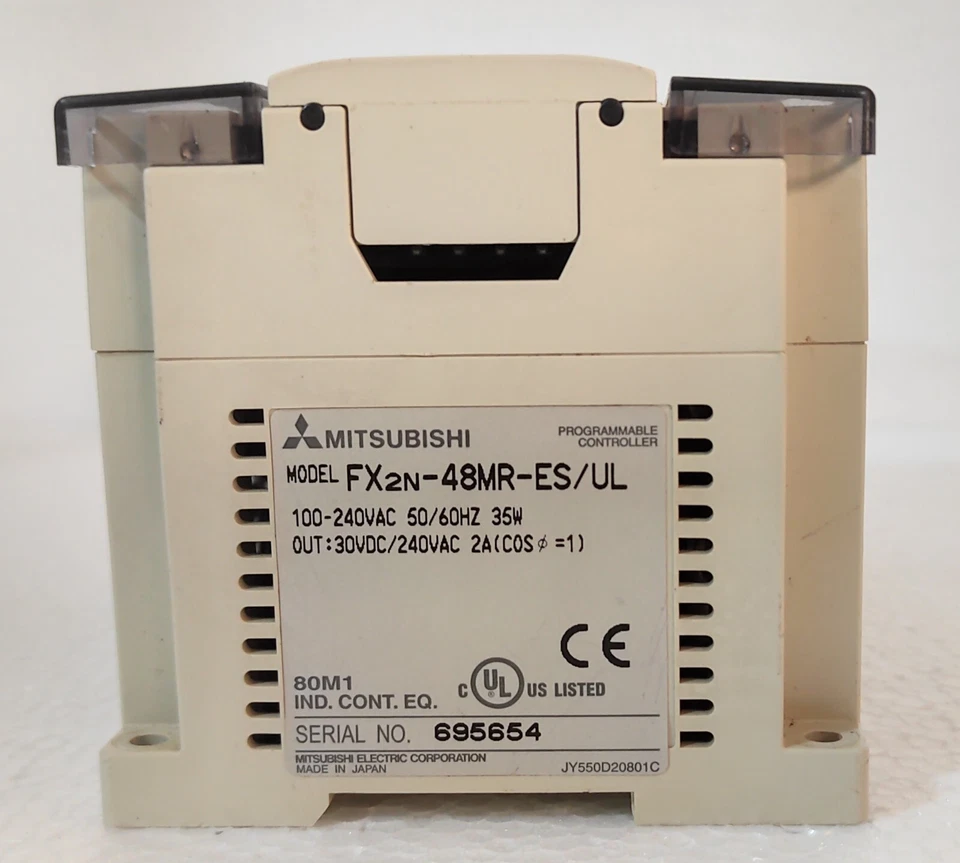 MITSUBISHI
PROGRAMMABLE
CONTROLLER
MODEL FX2N-48MR-ES/UL
100-240VAC 50/60HZ 35W
OUT:30VDC/240VAC 2A(COSφ=1)
CE
80M1
IND. CONT. EQ.
C UL ® US LISTED
SERIAL NO. 695654
MITSUBISHI ELECTRIC CORPORATION
MADE IN JAPAN
JY550D20801C